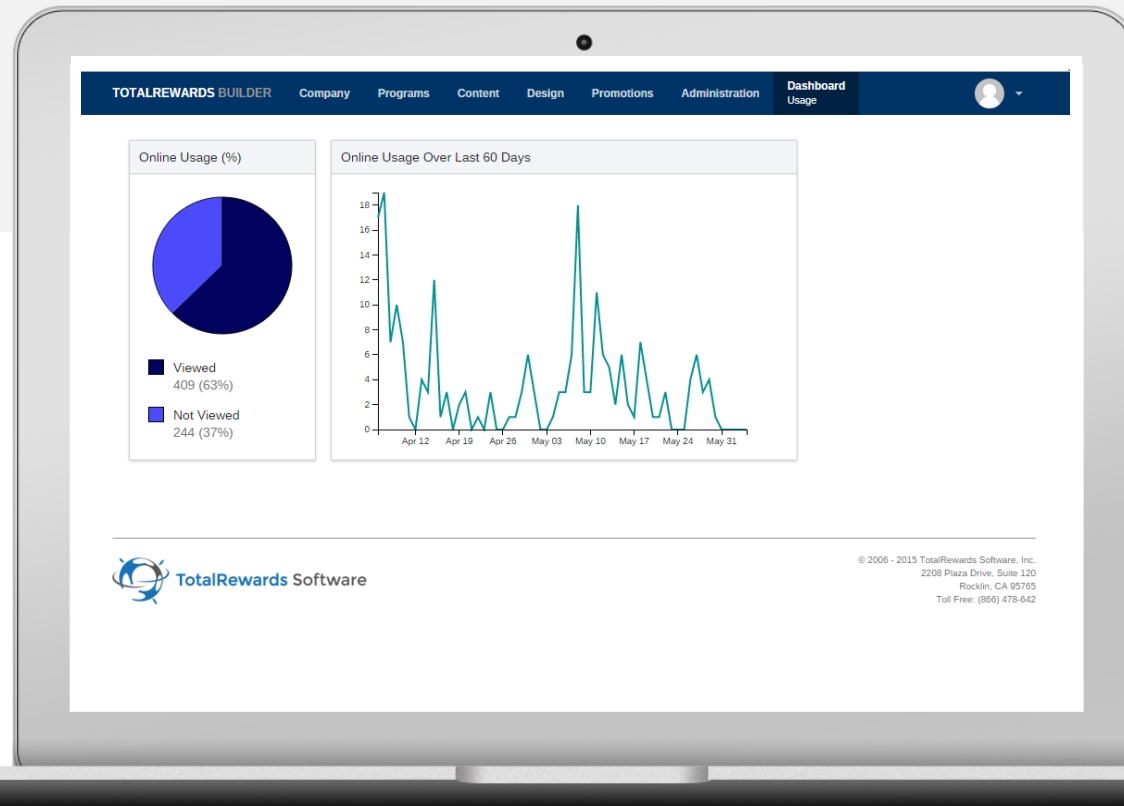 TOTALREWARDS BUILDER Company Programs Content Design Promotions Administration Dashboard
Usage
Online Usage (%)
Viewed
409 (63%)
Not Viewed
244 (37%)
Online Usage Over Last 60 Days
18
16
14
12
10
8
6
4
2
0
Apr 12 Apr 19 Apr 26 May 03 May 10 May 17 May 24 May 31
TotalRewards Software
© 2006 - 2015 TotalRewards Software, Inc.
2208 Plaza Drive, Suite 120
Rocklin, CA 95765
Toll Free: (866) 478-642